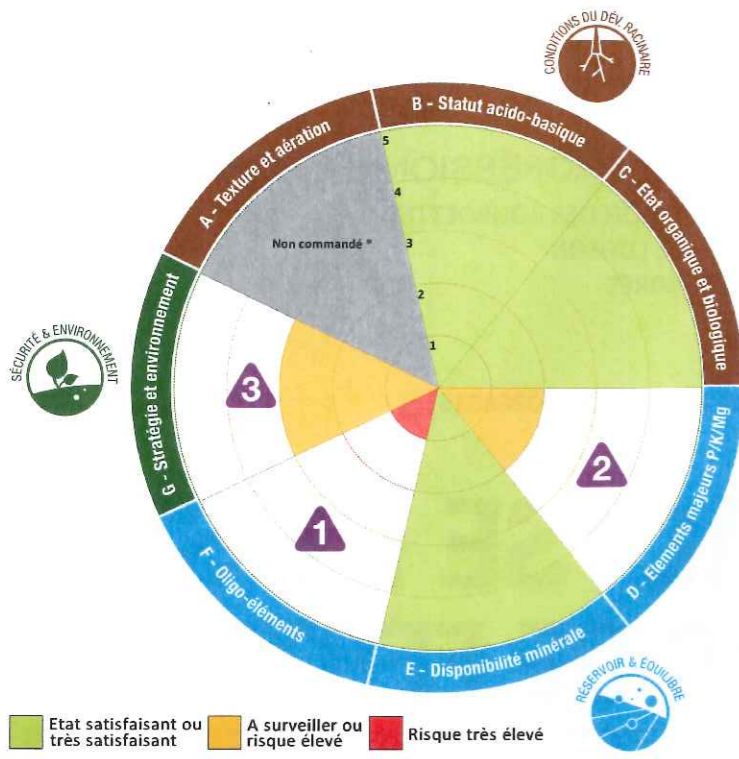 CONDITIONS DU DÉV. RACINAIRE
B - Statut acido-basique
A - Texture et aération
C - Etat organique et biologique
5
4
Non commandé *
3
2
1
SÉCURITÉ & ENVIRONNEMENT
G - Stratégie et environnement
3
2
1
D - Elements majeurs P/K/Mg
F - Oligo-éléments
E - Disponibilité minérale
RÉSERVOIR & ÉQUILIBRE
Etat satisfaisant ou
très satisfaisant
A surveiller ou
risque élevé
Risque très élevé